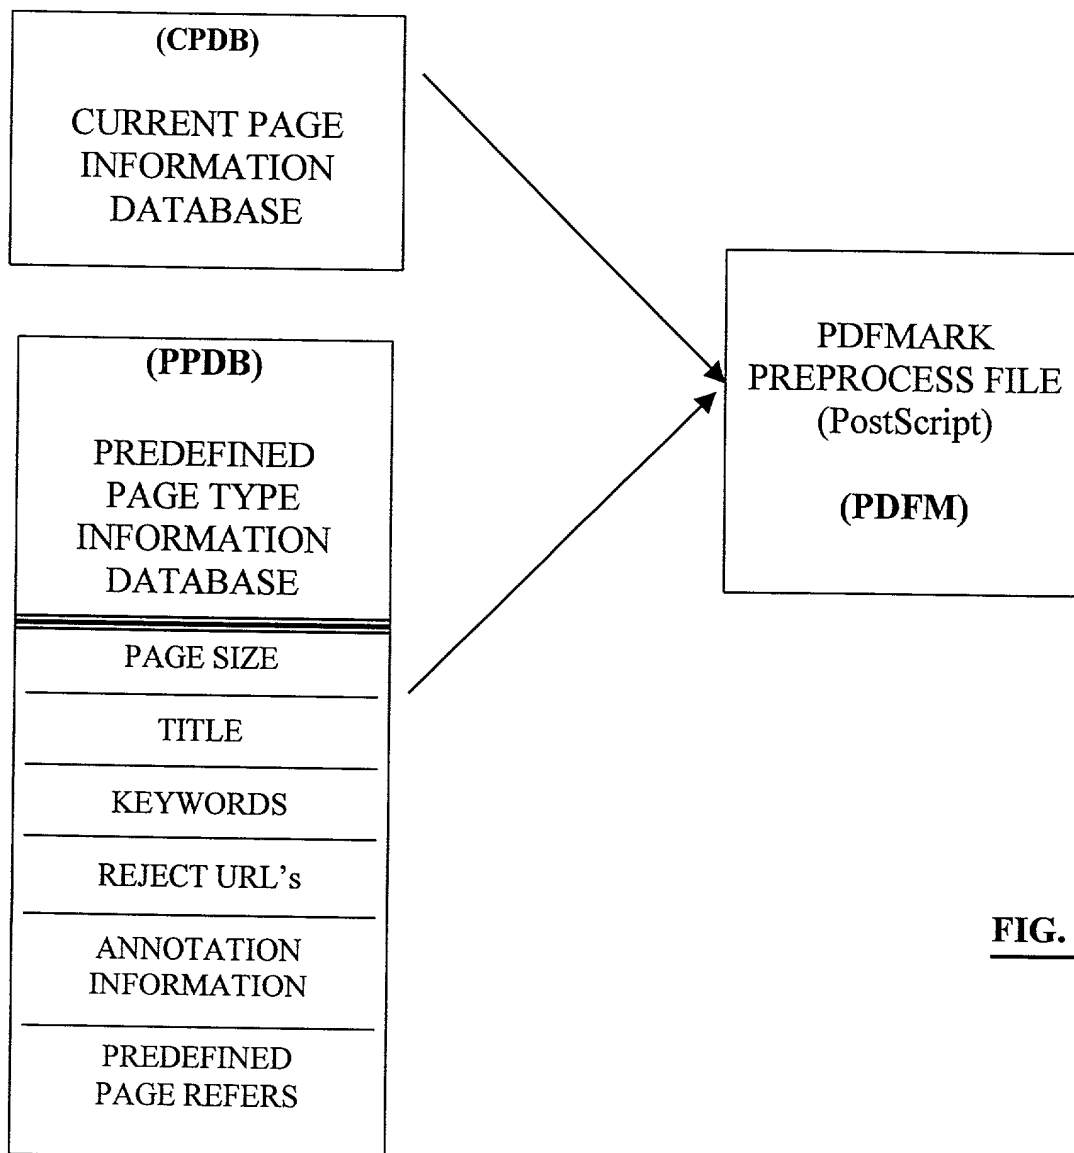 (CPDB)
CURRENT PAGE
INFORMATION
DATABASE
(PPDB)
PREDEFINED
PAGE TYPE
INFORMATION
DATABASE
PAGE SIZE
TITLE
KEYWORDS
REJECT URL’s
ANNOTATION
INFORMATION
PREDEFINED
PAGE REFERS
PDFMARK
PREPROCESS FILE
(PostScript)
(PDFM)
FIG.